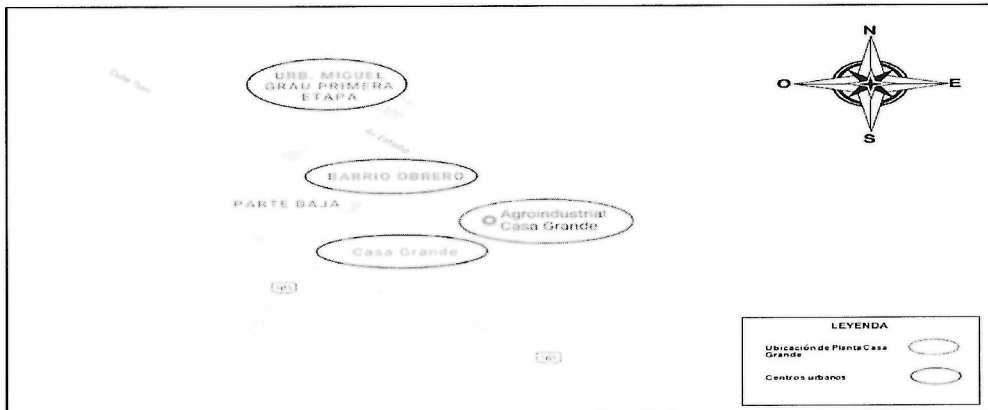 N
O
E
S
URB. MIGUEL
GRAU PRIMERA
ETAPA
BARRIO OBRERO
PARTE BAJA
Agroindustrial
Casa Grande
Casa Grande
LEYENDA
Ubicación de Planta Casa
Grande
Centros urbanos